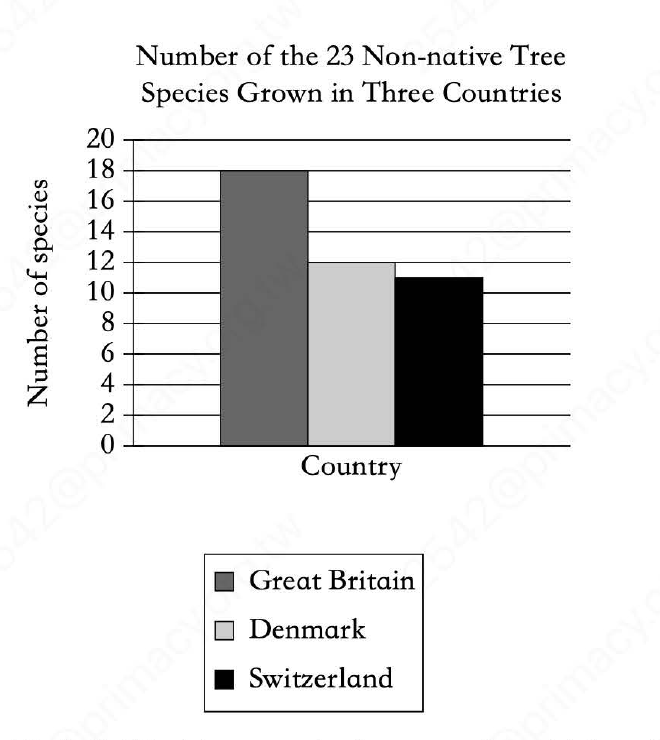 Number of the 23 Non-native Tree
Species Grown in Three Countries
Number of species
20
18
16
14
12
10
8
6
4
2
0
Country
Great Britain
Denmark
Switzerland